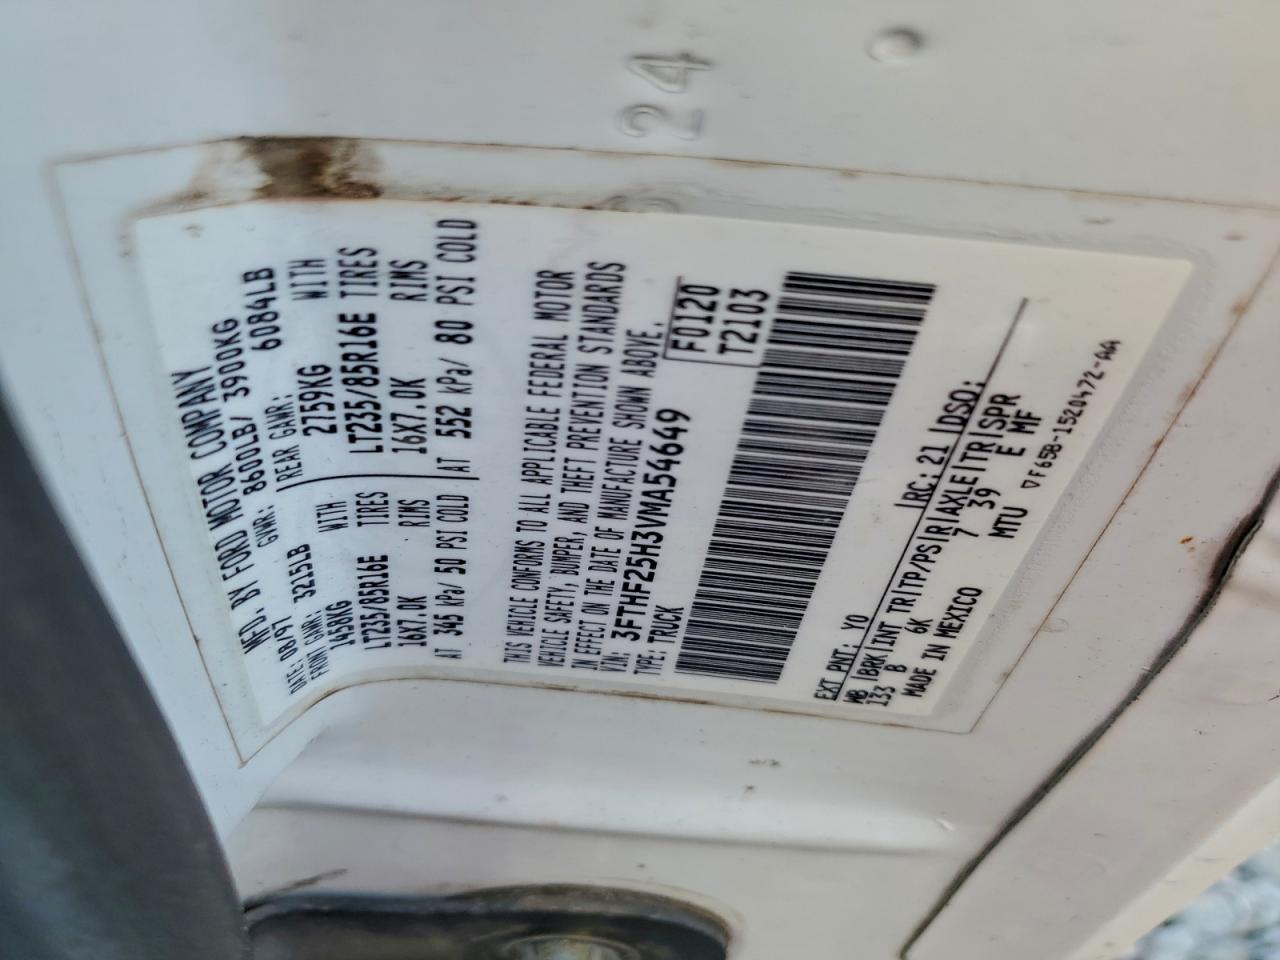 24
MFD. BY FORD MOTOR COMPANY
DATE: 08/97 GVWR: 8600LB/ 3900KG
FRONT GAWR: 3215LB REAR GAWR: 6084LB
1458KG WITH 2759KG WITH
LT235/85R16E TIRES LT235/85R16E TIRES
16X7.0K RIMS 16X7.0K RIMS
AT 345 kPa/ 50 PSI COLD AT 552 kPa/ 80 PSI COLD
THIS VEHICLE CONFORMS TO ALL APPLICABLE FEDERAL MOTOR
VEHICLE SAFETY, BUMPER, AND THEFT PREVENTION STANDARDS
IN EFFECT ON THE DATE OF MANUFACTURE SHOWN ABOVE.
VIN: 3FTHF25H3VMA54649 F0120
TYPE: TRUCK T2103
EXT PNT: YO RC: 21 DSO:
WB BRK INT TR TP/PS R AXLE TR SPR
133 B 6K 7 39 E MF
MADE IN MEXICO MTU
▽F65B-1520472-AA